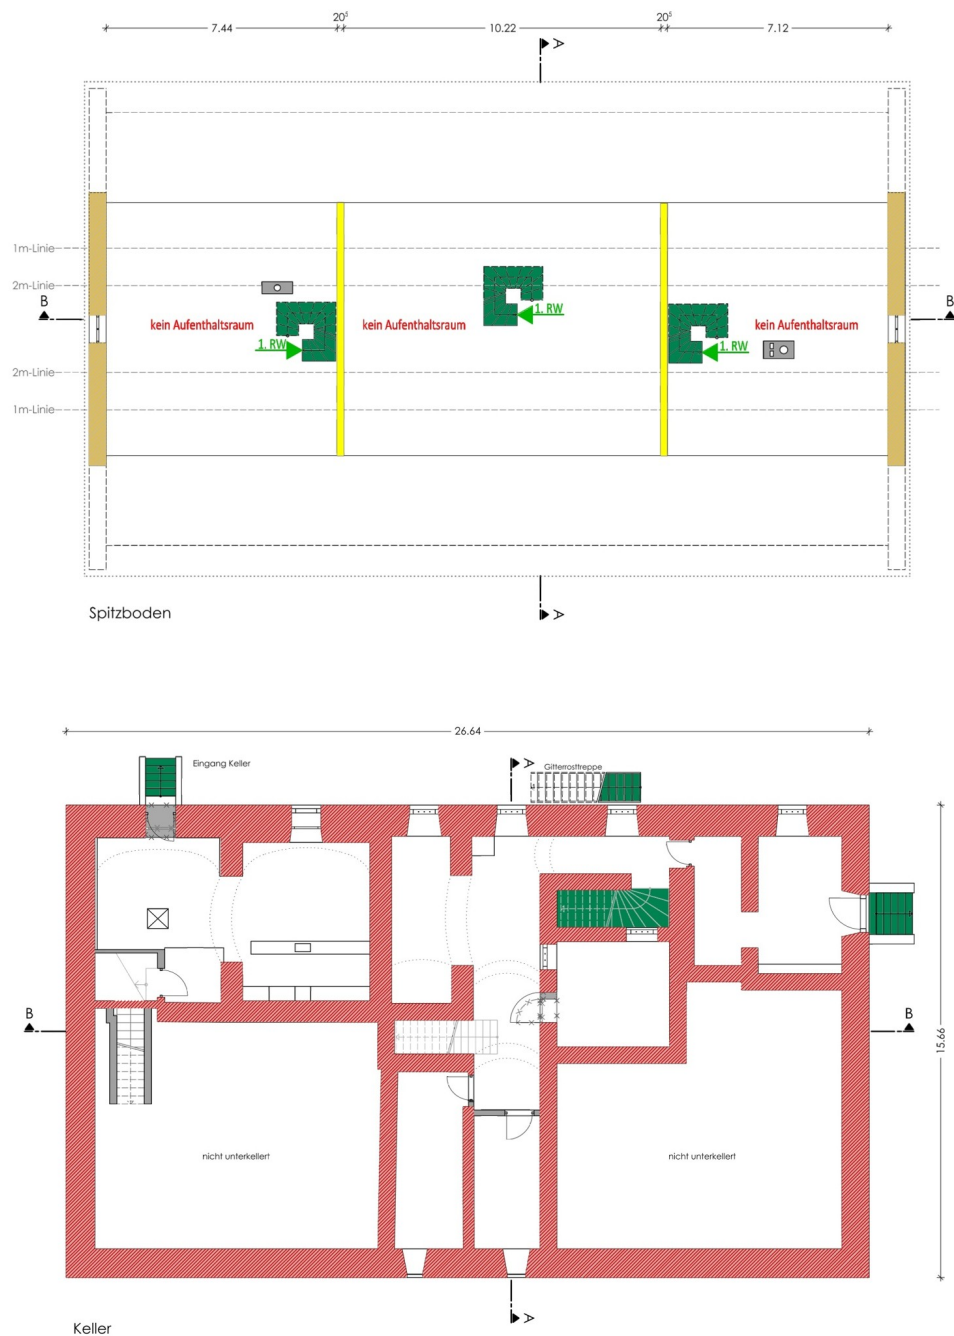 20⁵ 20⁵
7.44 10.22 7.12
A
1m-Linie
2m-Linie
B B
kein Aufenthaltsraum kein Aufenthaltsraum kein Aufenthaltsraum
1. RW
1. RW 1. RW
2m-Linie
1m-Linie
A
Spitzboden
26.64
Eingang Keller
A
Gitterrosttreppe
B B
15.66
nicht unterkellert nicht unterkellert
A
Keller